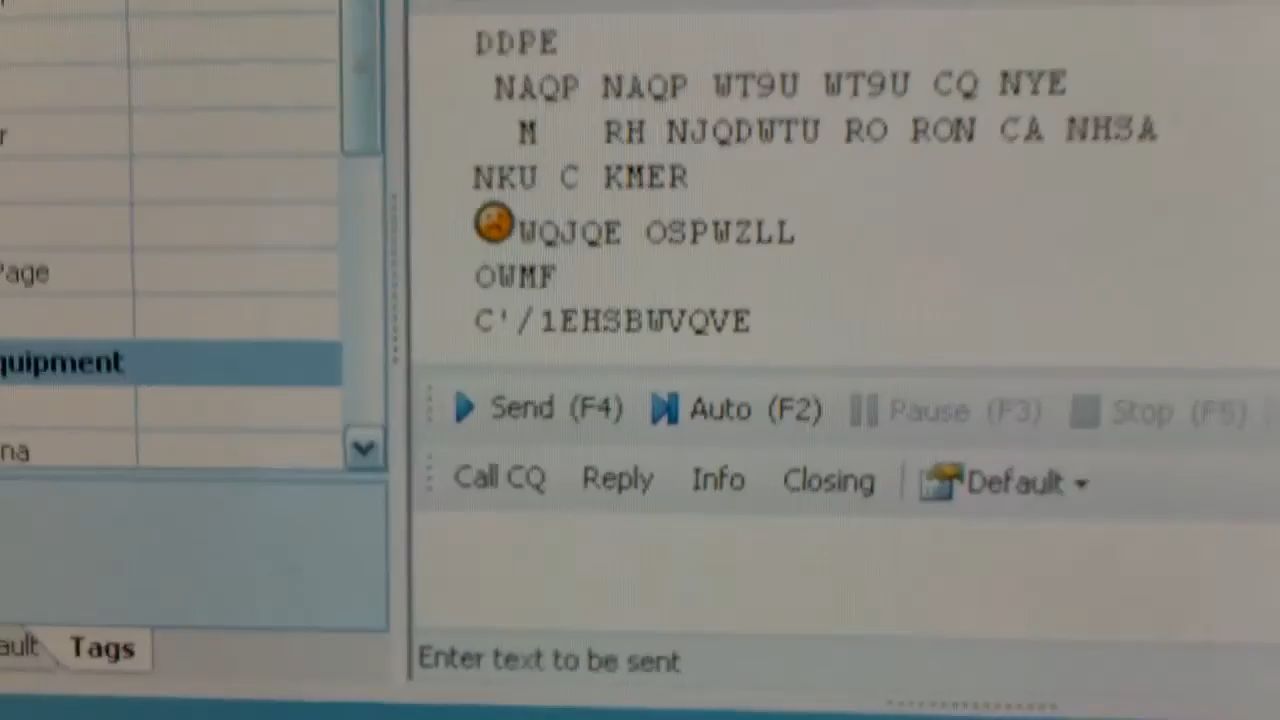 DDPE
NAQP NAQP WT9U WT9U CQ NYE
M RH NJQDWTU RO RON CA NHSA
NKU C KMER
WQJQE OSPWZLL
OWMF
C'/1EHSBWVQVE
Page
quipment
na
Send (F4) Auto (F2) Pause (F3) Stop (F5)
Call CQ Reply Info Closing Default
ault Tags
Enter text to be sent